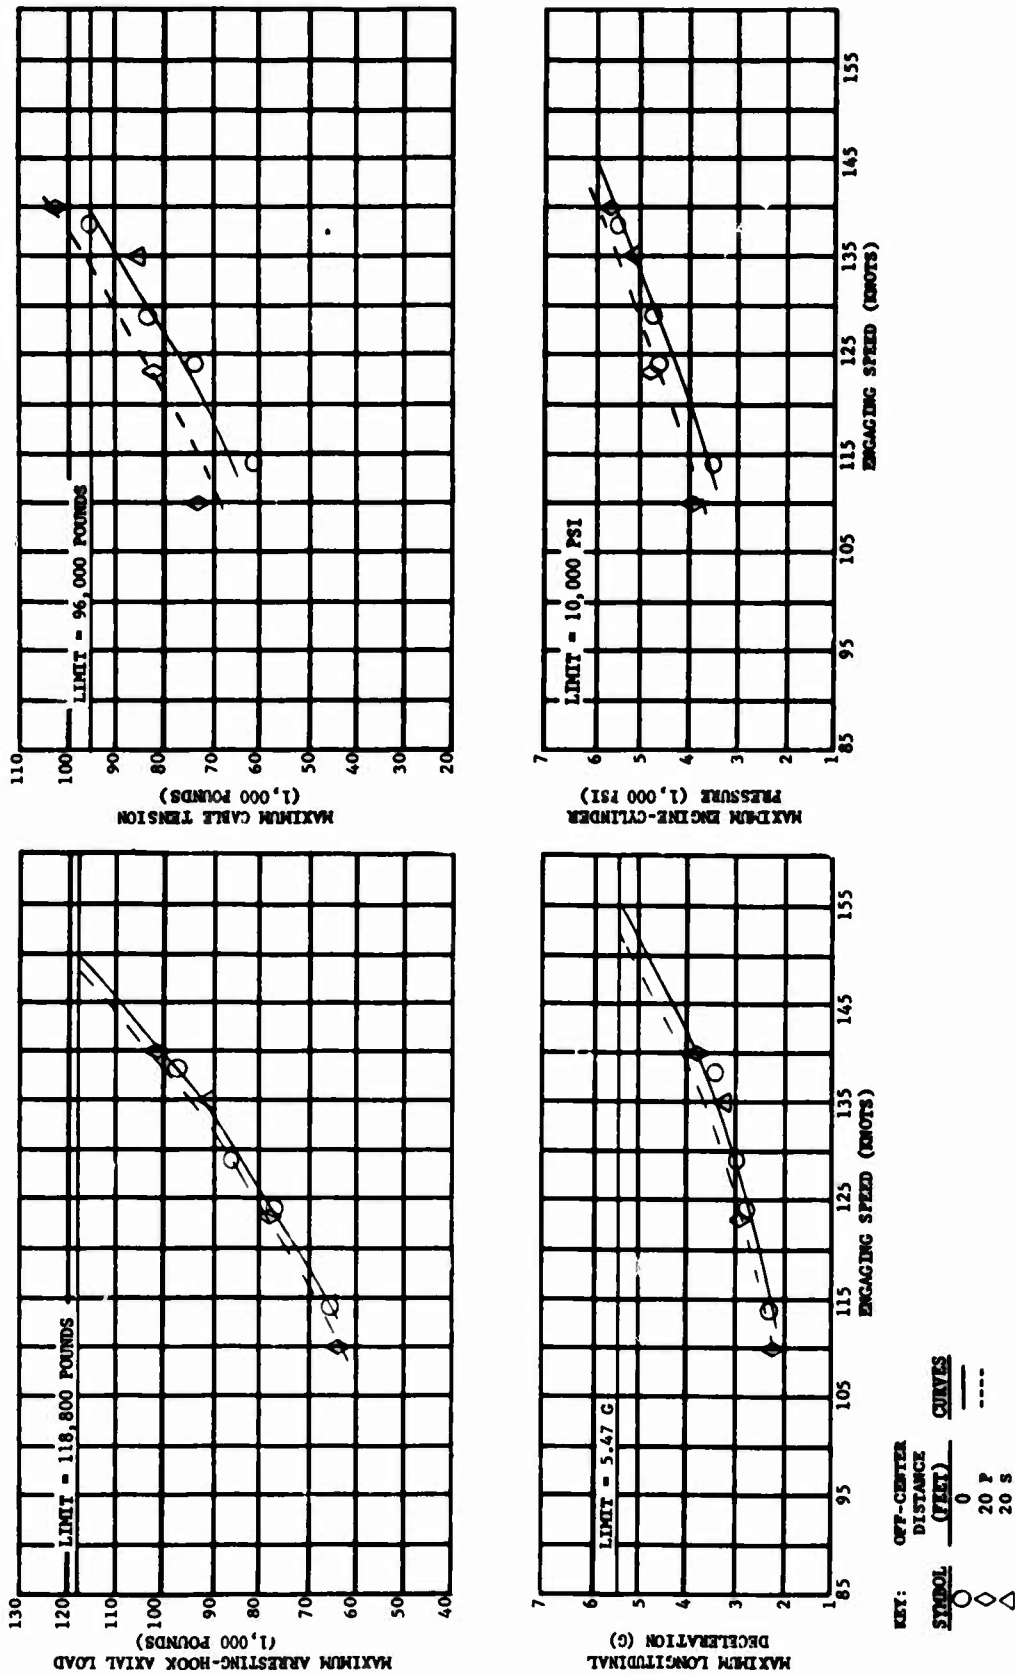 MAXIMUM ARRESTING-HOOK AXIAL LOAD
(1,000 POUNDS)
130
120
110
100
90
80
70
60
50
40
LIMIT = 118,800 POUNDS
MAXIMUM CABLE TENSION
(1,000 POUNDS)
110
100
90
80
70
60
50
40
30
20
LIMIT = 96,000 POUNDS
MAXIMUM LONGITUDINAL
DECELERATION (G)
7
6
5
4
3
2
1
LIMIT = 5.47 G
85
95
105
115
125
135
145
155
ENGAGING SPEED (KNOTS)
MAXIMUM ENGINE-CYLINDER
PRESSURE (1,000 PSI)
7
6
5
4
3
2
1
LIMIT = 10,000 PSI
85
95
105
115
125
135
145
155
ENGAGING SPEED (KNOTS)
KEY:
SYMBOL
OFF-CENTER
DISTANCE
(FEET)
CURVES
0
20 P
20 S